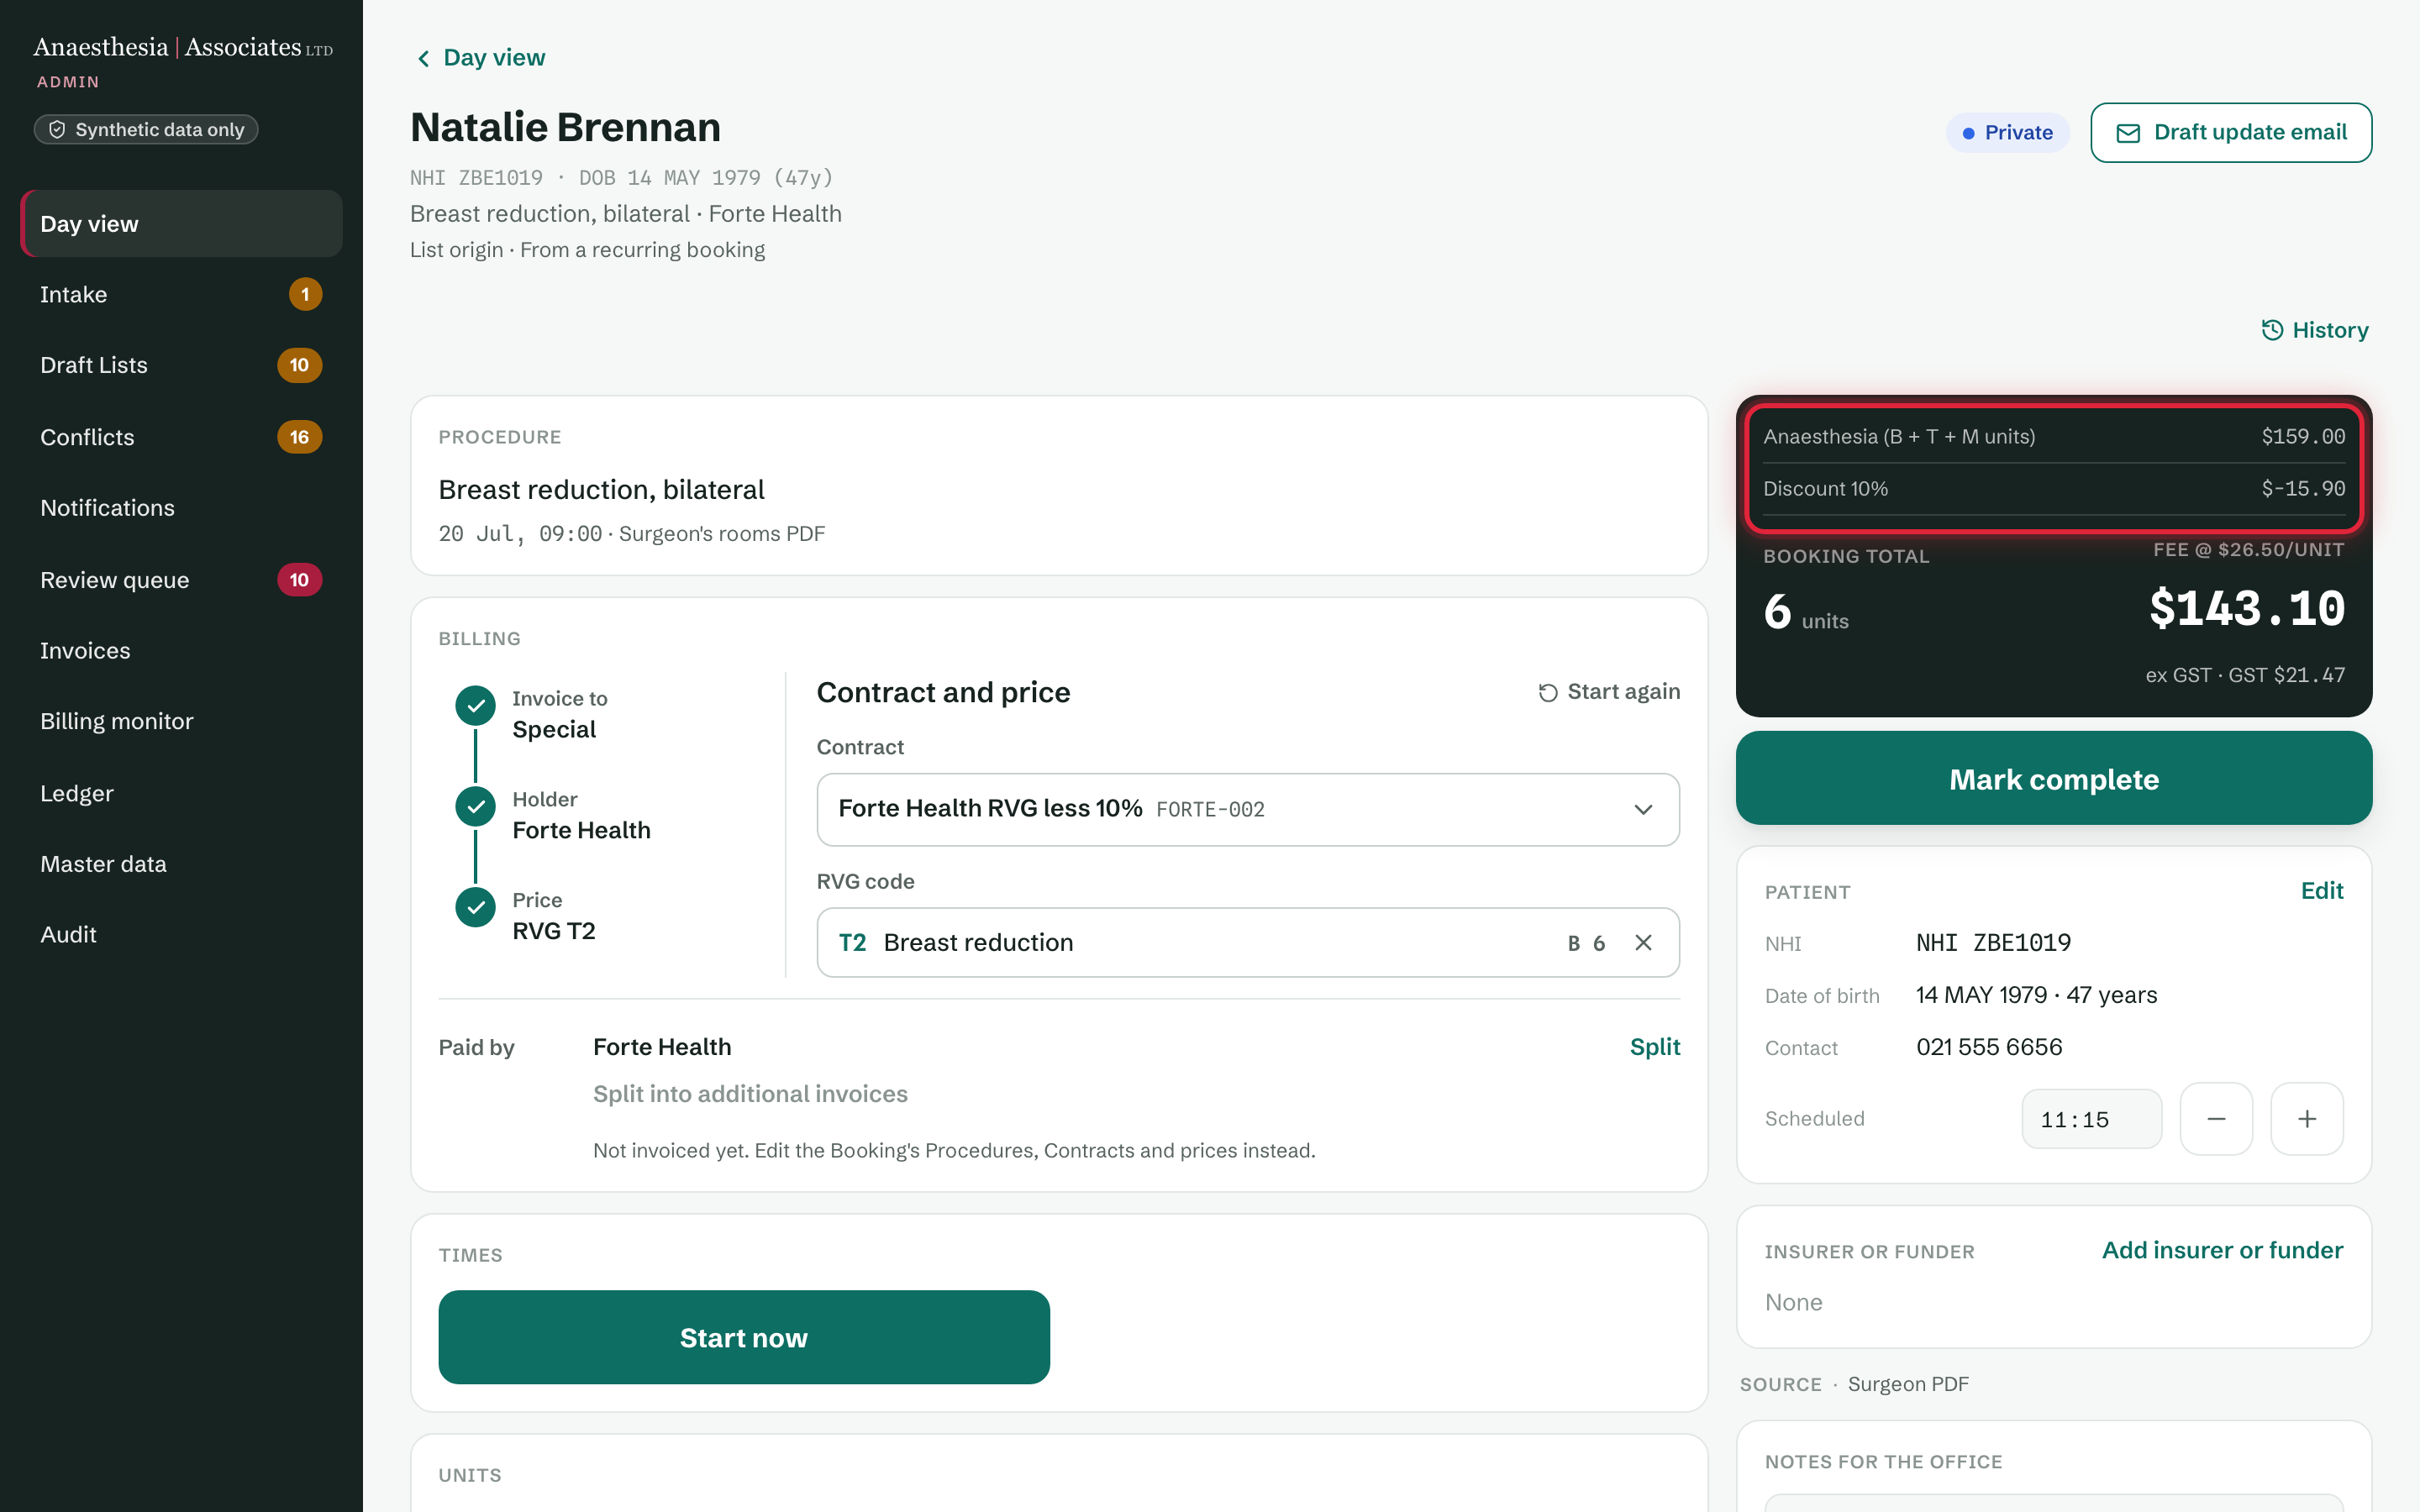 Anaesthesia | Associates LTD
ADMIN
Synthetic data only
Day view
Intake 1
Draft Lists 10
Conflicts 16
Notifications
Review queue 10
Invoices
Billing monitor
Ledger
Master data
Audit
Day view
Natalie Brennan
NHI ZBE1019 · DOB 14 MAY 1979 (47y)
Breast reduction, bilateral · Forte Health
List origin · From a recurring booking
Private
Draft update email
History
PROCEDURE
Breast reduction, bilateral
20 Jul, 09:00 · Surgeon's rooms PDF
BILLING
Invoice to
Special
Holder
Forte Health
Price
RVG T2
Contract and price
Start again
Contract
Forte Health RVG less 10% FORTE-002
RVG code
T2 Breast reduction B 6
Paid by Forte Health Split
Split into additional invoices
Not invoiced yet. Edit the Booking's Procedures, Contracts and prices instead.
TIMES
Start now
UNITS
Anaesthesia (B + T + M units) $159.00
Discount 10% $-15.90
BOOKING TOTAL FEE @ $26.50/UNIT
6 units $143.10
ex GST · GST $21.47
Mark complete
PATIENT Edit
NHI NHI ZBE1019
Date of birth 14 MAY 1979 · 47 years
Contact 021 555 6656
Scheduled 11:15 − +
INSURER OR FUNDER Add insurer or funder
None
SOURCE · Surgeon PDF
NOTES FOR THE OFFICE